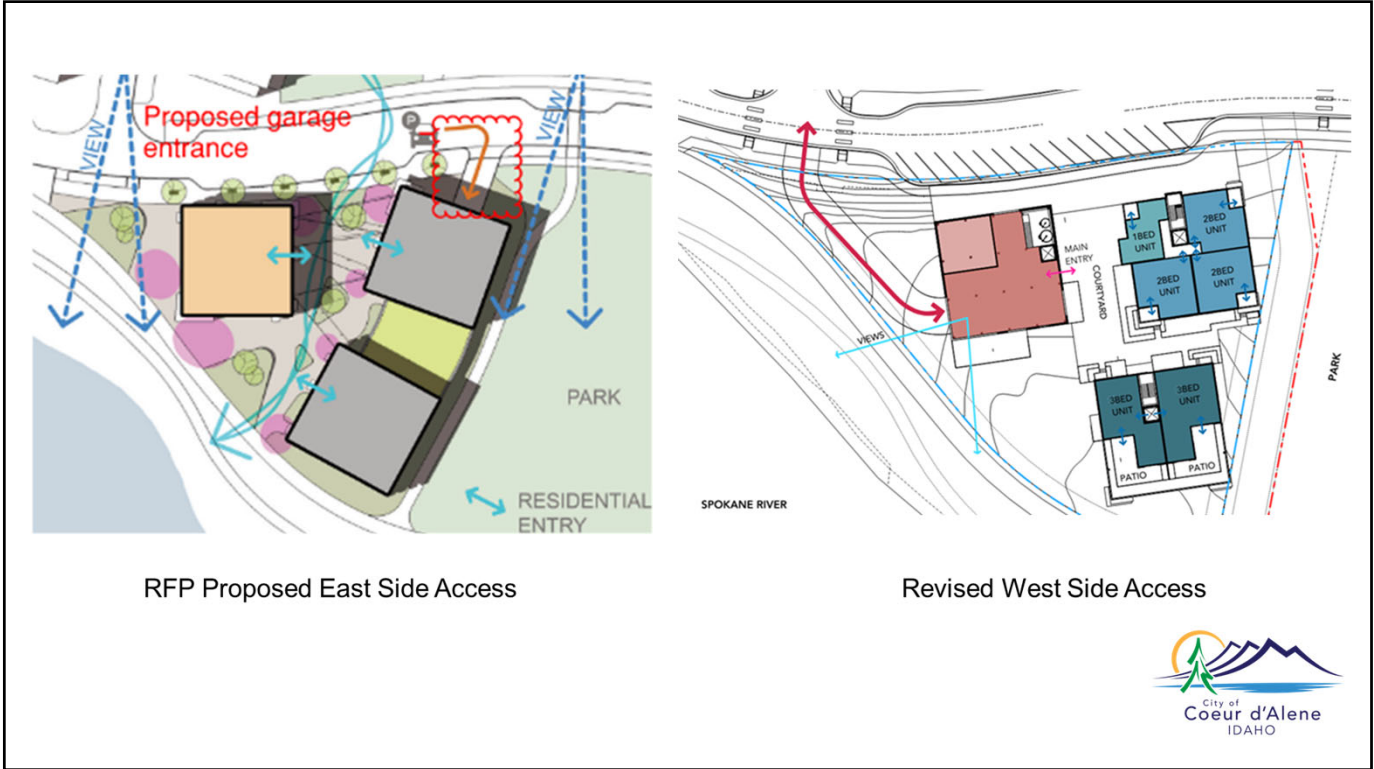 VIEW
Proposed garage
entrance
P
VIEW
PARK
RESIDENTIAL
ENTRY
RFP Proposed East Side Access
MAIN
ENTRY
COURTYARD
1BED
UNIT
2BED
UNIT
2BED
UNIT
2BED
UNIT
VIEWS
3BED
UNIT
3BED
UNIT
PATIO
PATIO
PARK
SPOKANE RIVER
Revised West Side Access
City of
Coeur d'Alene
IDAHO